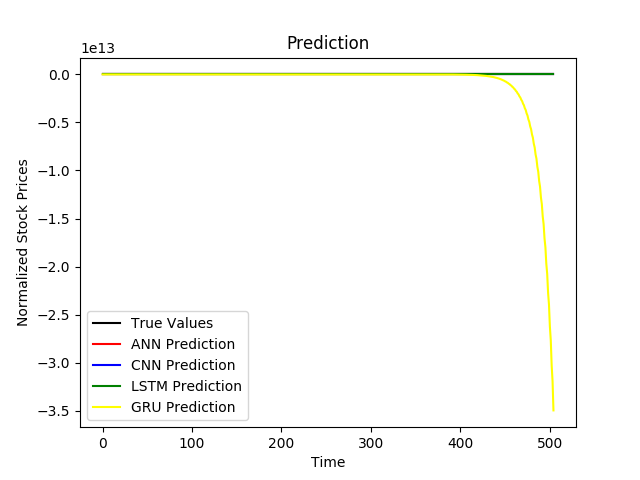 Prediction
1e13
0.0
−0.5
−1.0
−1.5
−2.0
−2.5
−3.0
−3.5
Normalized Stock Prices
True Values
ANN Prediction
CNN Prediction
LSTM Prediction
GRU Prediction
0 100 200 300 400 500
Time